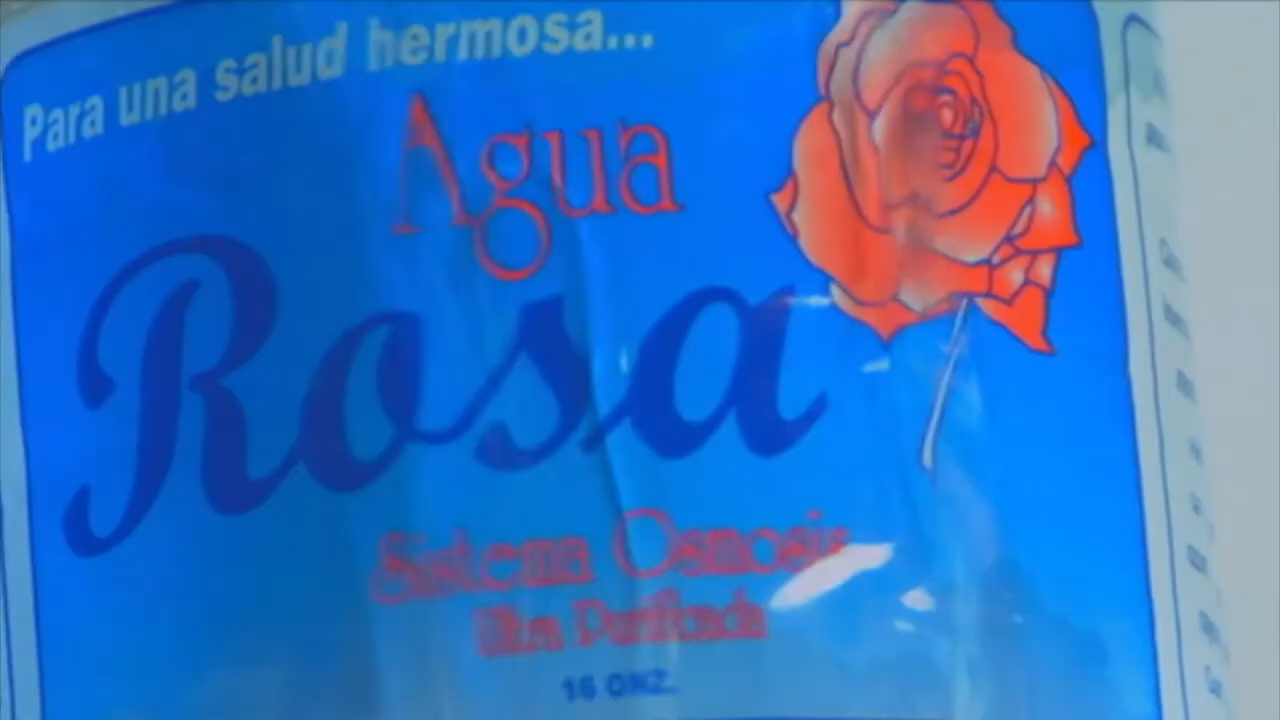 Para una salud hermosa...
Agua
Rosa
Sistema Osmosis
Ultra Purificada
16 ONZ.